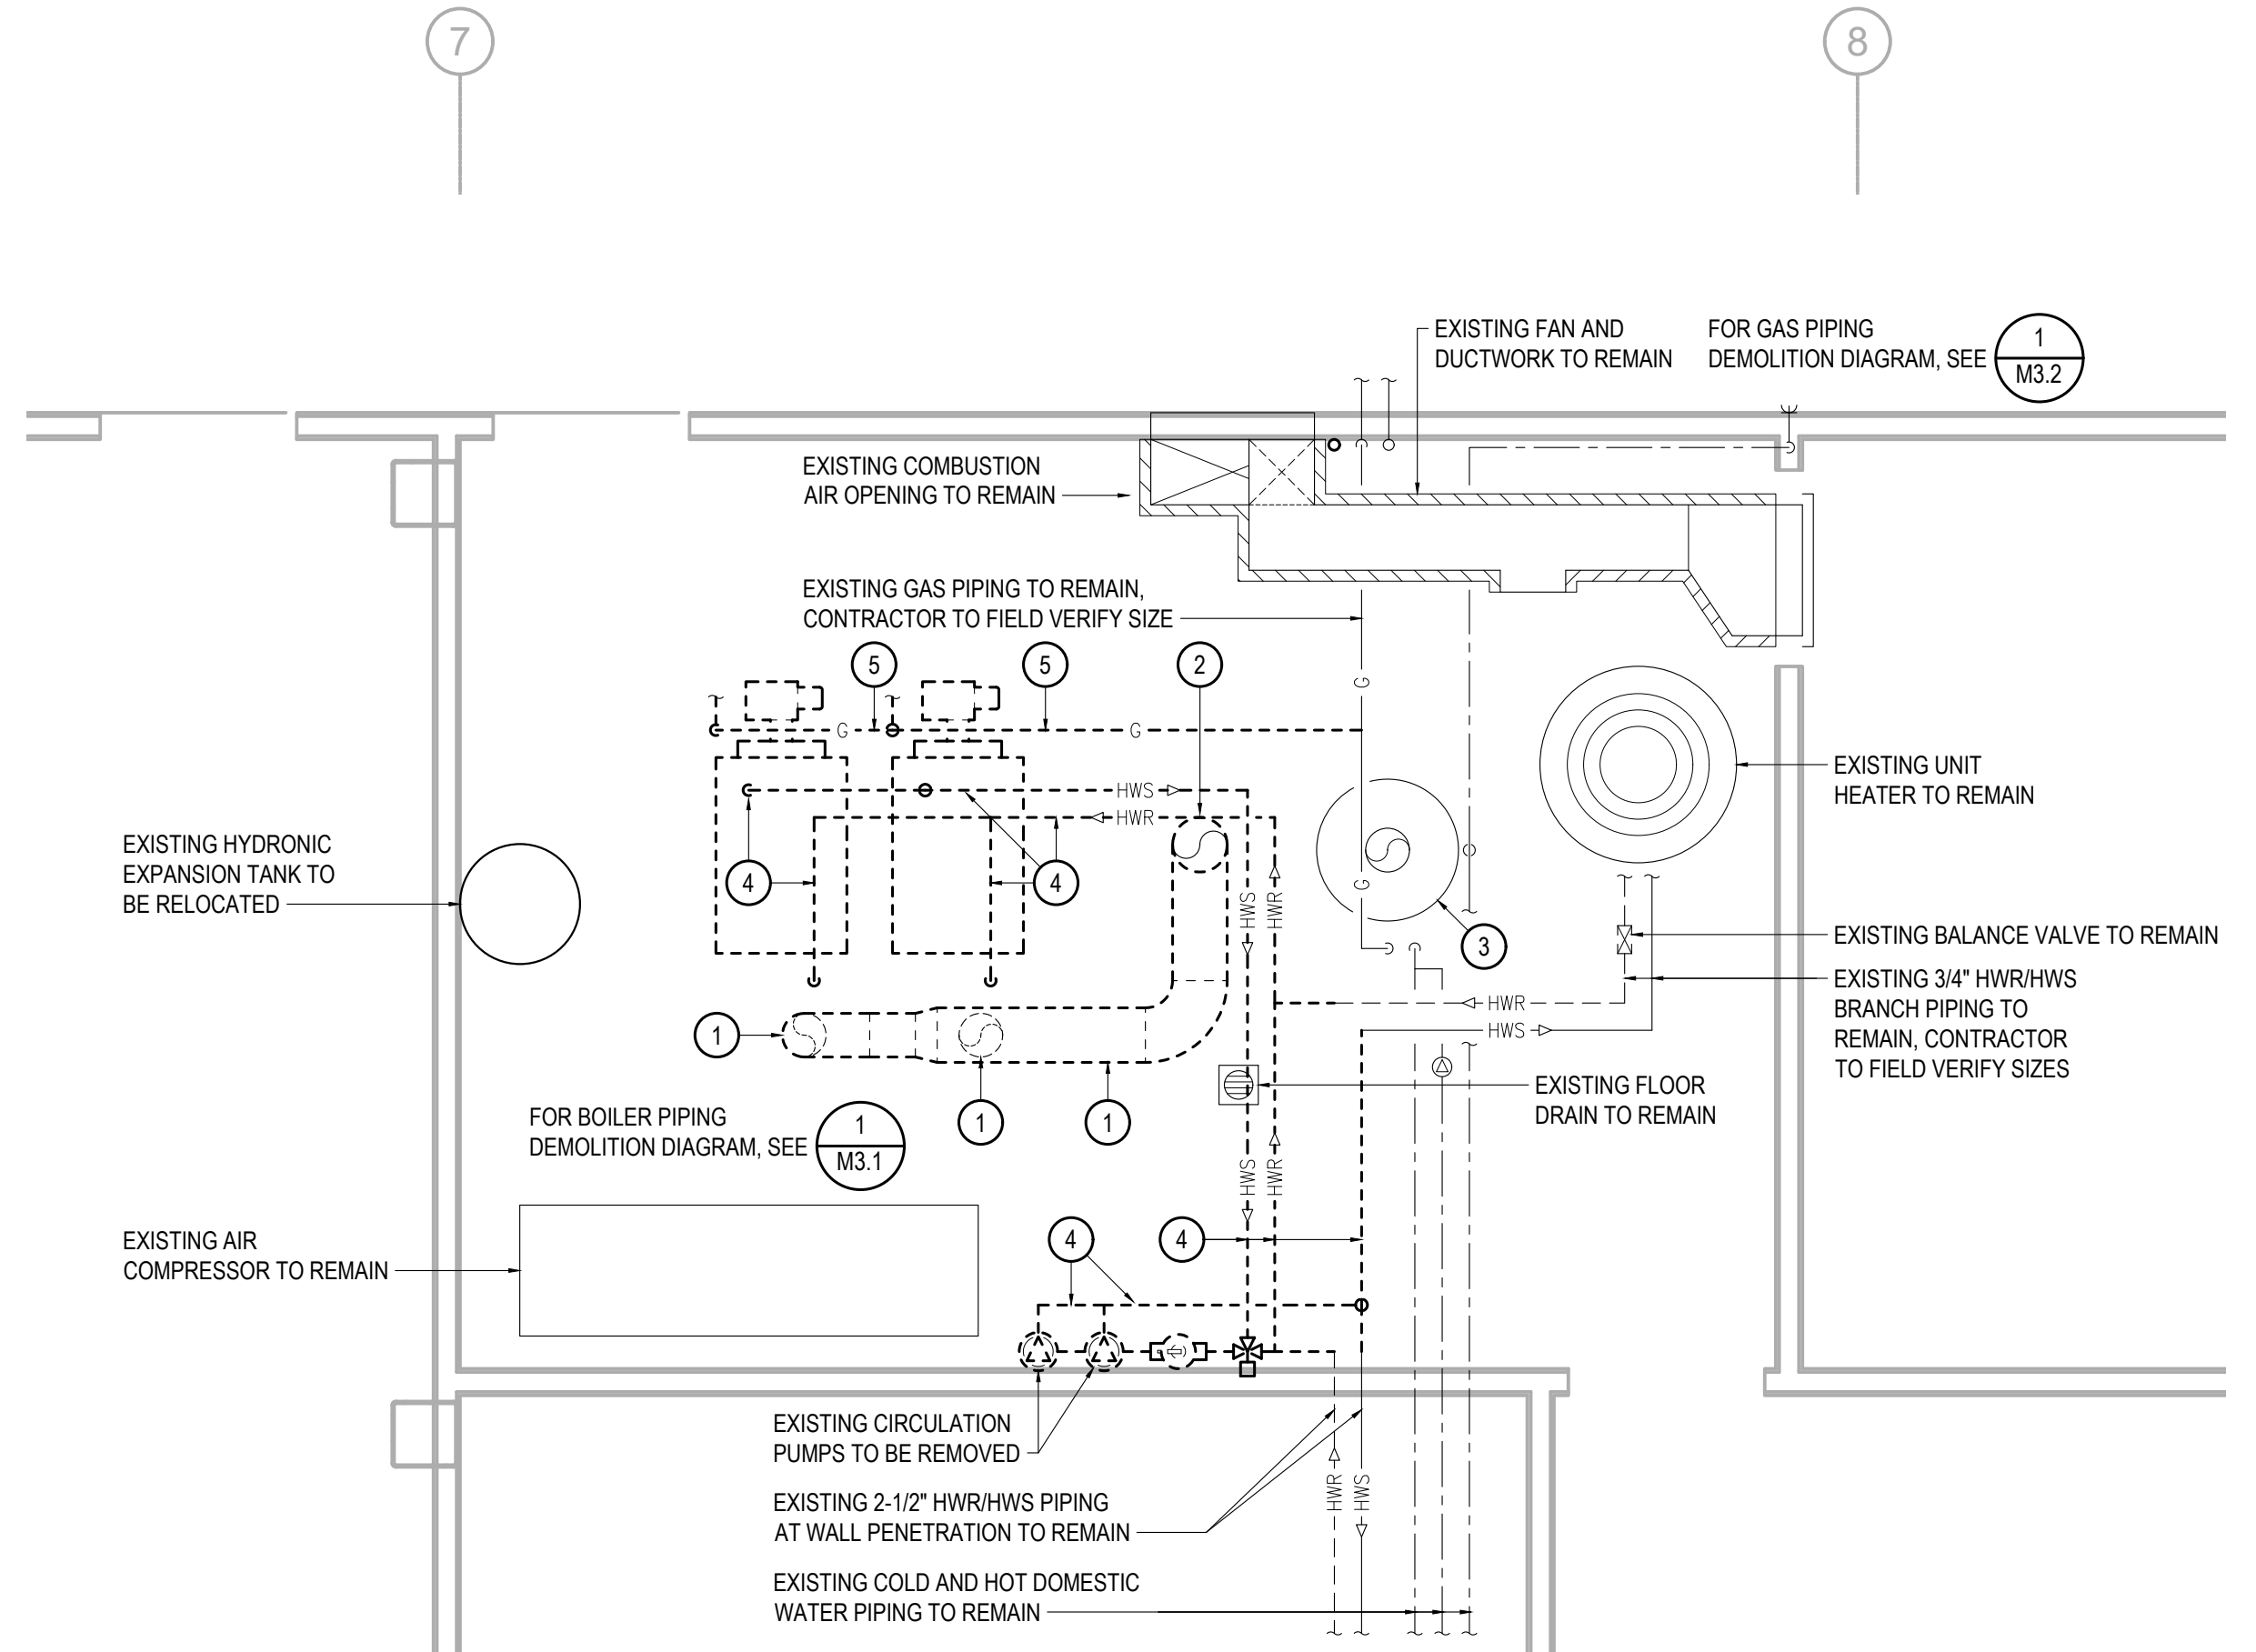 7
8
EXISTING FAN AND
DUCTWORK TO REMAIN
FOR GAS PIPING
DEMOLITION DIAGRAM, SEE
1
M3.2
EXISTING COMBUSTION
AIR OPENING TO REMAIN
EXISTING GAS PIPING TO REMAIN,
CONTRACTOR TO FIELD VERIFY SIZE
5
5
2
G
G
G
EXISTING UNIT
HEATER TO REMAIN
HWS
HWR
EXISTING HYDRONIC
EXPANSION TANK TO
BE RELOCATED
4
4
G
HWS
HWR
3
EXISTING BALANCE VALVE TO REMAIN
EXISTING 3/4" HWR/HWS
BRANCH PIPING TO
REMAIN, CONTRACTOR
TO FIELD VERIFY SIZES
HWR
HWS
1
1
1
EXISTING FLOOR
DRAIN TO REMAIN
FOR BOILER PIPING
DEMOLITION DIAGRAM, SEE
1
M3.1
HWS
HWR
EXISTING AIR
COMPRESSOR TO REMAIN
4
4
EXISTING CIRCULATION
PUMPS TO BE REMOVED
EXISTING 2-1/2" HWR/HWS PIPING
AT WALL PENETRATION TO REMAIN
HWR
HWS
EXISTING COLD AND HOT DOMESTIC
WATER PIPING TO REMAIN